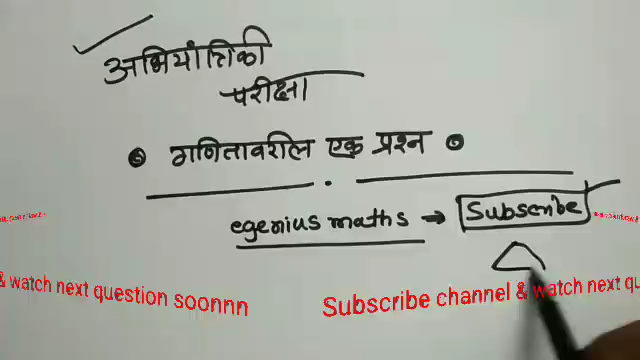 अभियांत्रिकी
परीक्षा
गणितावरील एक प्रश्न
egenius maths → Subscribe
& watch next question soonnn
Subscribe channel & watch next qu